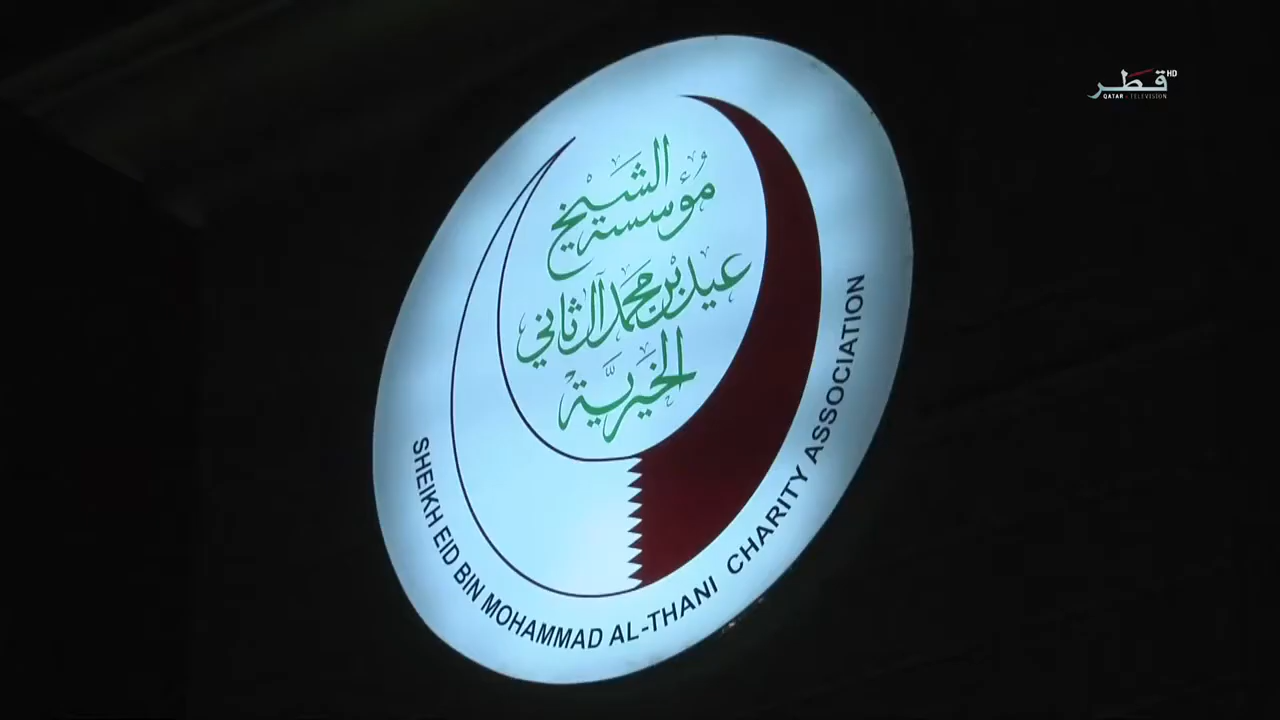 قطر HD
QATAR TELEVISION
مؤسسة الشيخ
عيد بن محمد آل ثاني
الخيرية
SHEIKH EID BIN MOHAMMAD AL-THANI CHARITY ASSOCIATION